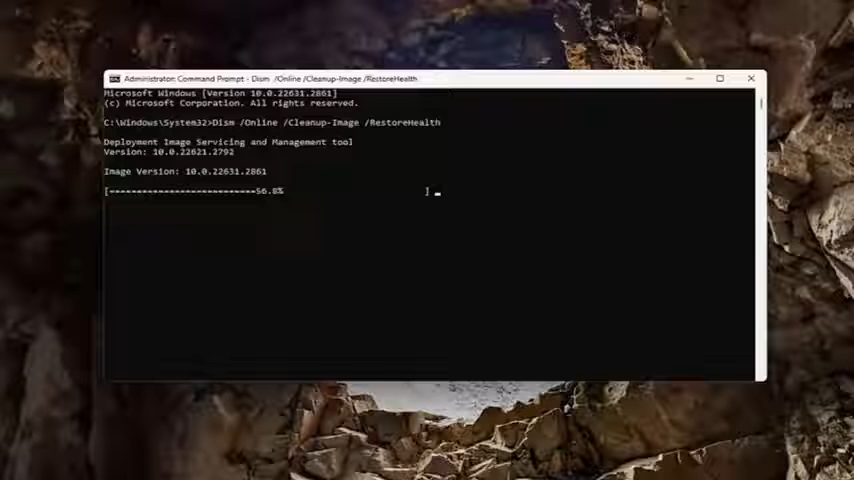 Administrator: Command Prompt - Dism /Online /Cleanup-Image /RestoreHealth
Microsoft Windows [Version 10.0.22631.2861]
(c) Microsoft Corporation. All rights reserved.
C:\Windows\System32>Dism /Online /Cleanup-Image /RestoreHealth
Deployment Image Servicing and Management tool
Version: 10.0.22621.2792
Image Version: 10.0.22631.2861
[===========================56.8%                          ]